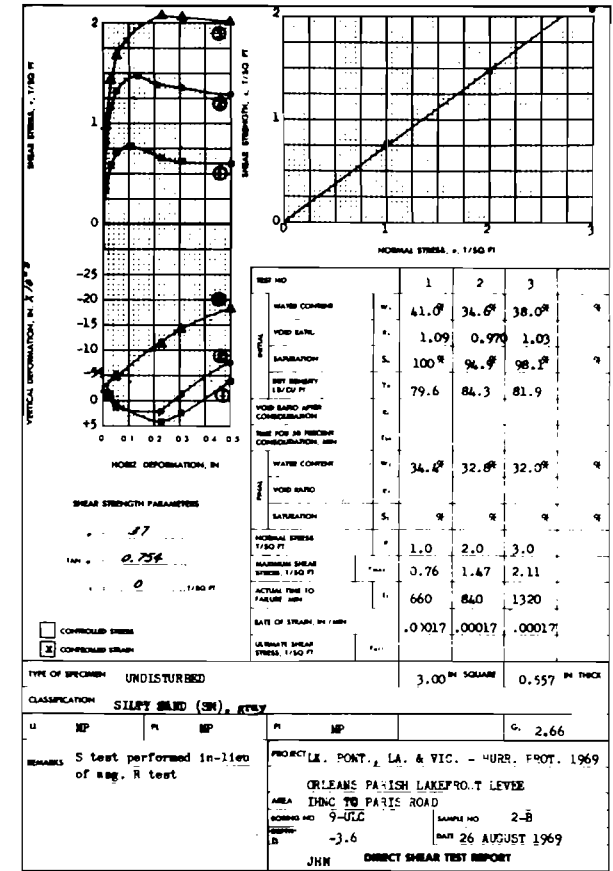 SHEAR STRESS, τ, T/SQ FT
2
1
0
③
②
①
VERTICAL DEFORMATION, IN.
-25
-20
-15
-10
-5
0
+5
0 0.1 0.2 0.3 0.4 0.5
HORIZ DEFORMATION, IN
SHEAR STRENGTH, s, T/SQ FT
2
1
0 1 2 3
NORMAL STRESS, σ, T/SQ FT
SHEAR STRENGTH PARAMETERS
37
TAN 0.754
0 T/SQ FT
CONTROLLED STRESS
X CONTROLLED STRAIN
TEST NO 1 2 3
INITIAL
WATER CONTENT 41.0% 34.6% 38.0% %
VOID RATIO 1.09 0.970 1.03
SATURATION 100% 94.9% 98.1% %
DRY DENSITY LB/CU FT 79.6 84.3 81.9
VOID RATIO AFTER CONSOLIDATION
TIME FOR 50 PERCENT CONSOLIDATION, MIN
FINAL
WATER CONTENT 34.4% 32.8% 32.0% %
VOID RATIO
SATURATION % % % %
NORMAL STRESS T/SQ FT σ 1.0 2.0 3.0
MAXIMUM SHEAR STRESS, T/SQ FT 0.76 1.47 2.11
ACTUAL TIME TO FAILURE, MIN 660 840 1320
RATE OF STRAIN, IN/MIN .00017 .00017 .00017
ULTIMATE SHEAR STRESS, T/SQ FT
TYPE OF SPECIMEN UNDISTURBED 3.00 IN SQUARE 0.557 IN THICK
CLASSIFICATION SILTY SAND (SM), gray
LL NP PL NP PI NP G 2.66
REMARKS S test performed in-lieu
of asg. R test
PROJECT LK. PONT., LA. & VIC. - HURR. PROT. 1969
ORLEANS PARISH LAKEFRONT LEVEE
AREA IHNC TO PARIS ROAD
BORING NO 9-ULC SAMPLE NO 2-B
DEPTH -3.6 DATE 26 AUGUST 1969
JHW DIRECT SHEAR TEST REPORT